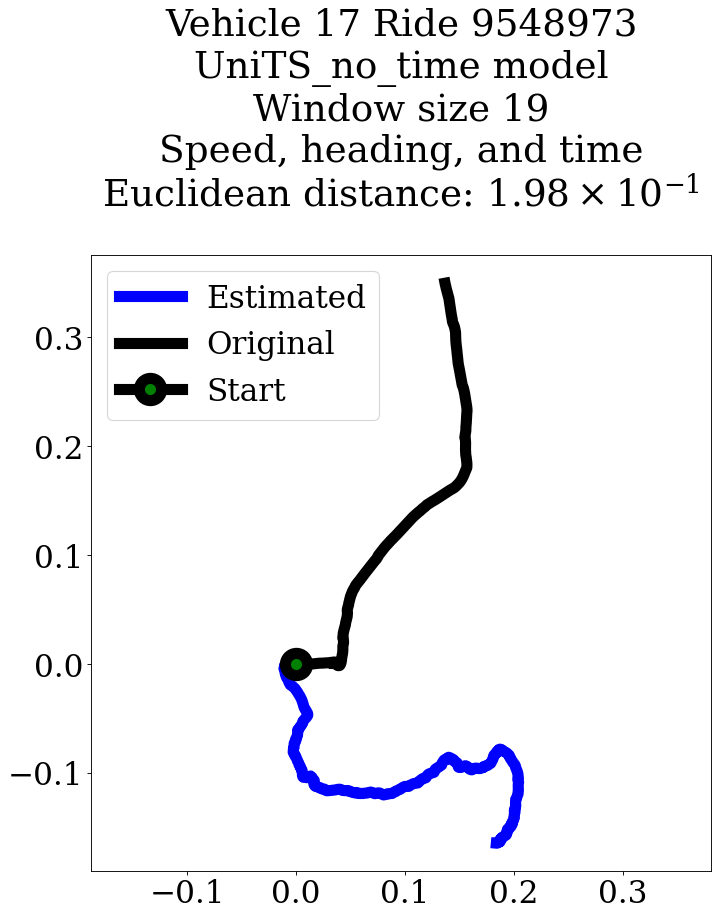 Vehicle 17 Ride 9548973
UniTS_no_time model
Window size 19
Speed, heading, and time
Euclidean distance: 1.98 × 10⁻¹
Estimated
Original
Start
0.3
0.2
0.1
0.0
−0.1
−0.1 0.0 0.1 0.2 0.3